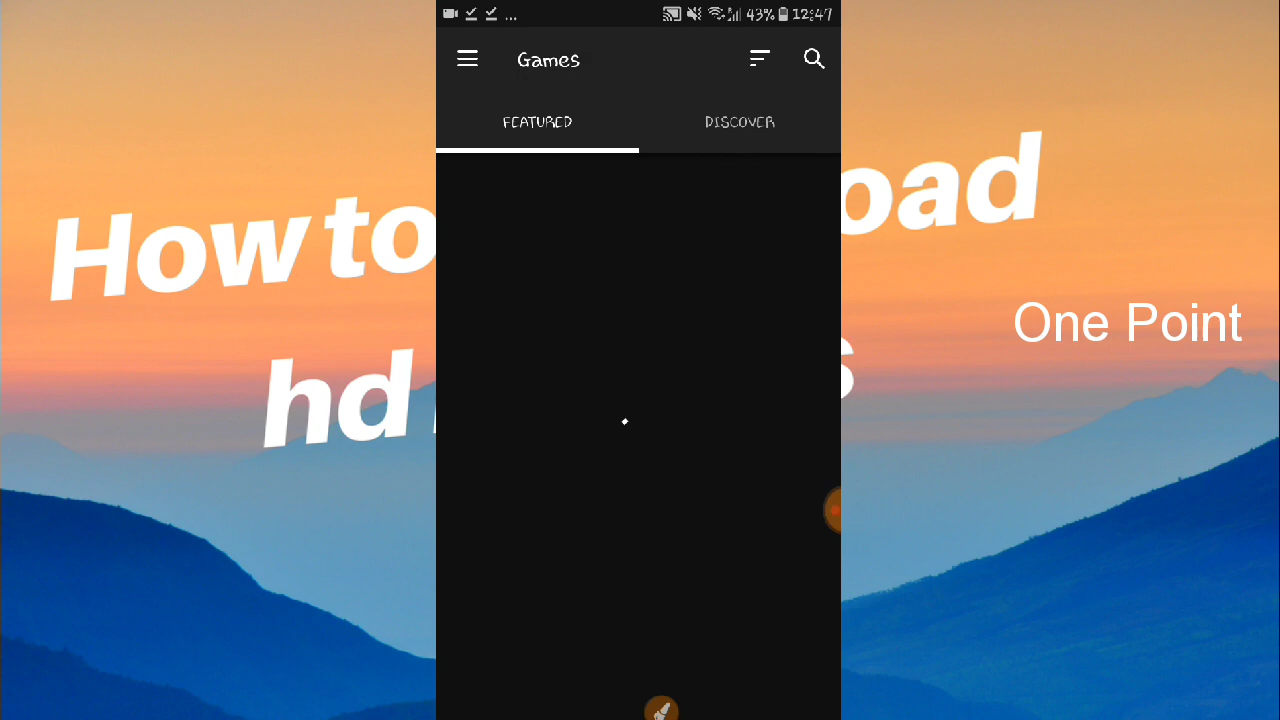 43% 12:47
Games
FEATURED DISCOVER
How to oad
One Point
hd s